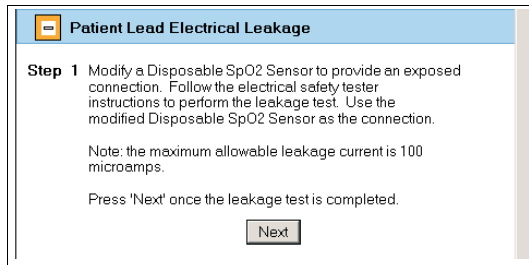 Patient Lead Electrical Leakage
Step 1 Modify a Disposable SpO2 Sensor to provide an exposed
connection. Follow the electrical safety tester
instructions to perform the leakage test. Use the
modified Disposable SpO2 Sensor as the connection.
Note: the maximum allowable leakage current is 100
microamps.
Press 'Next' once the leakage test is completed.
Next